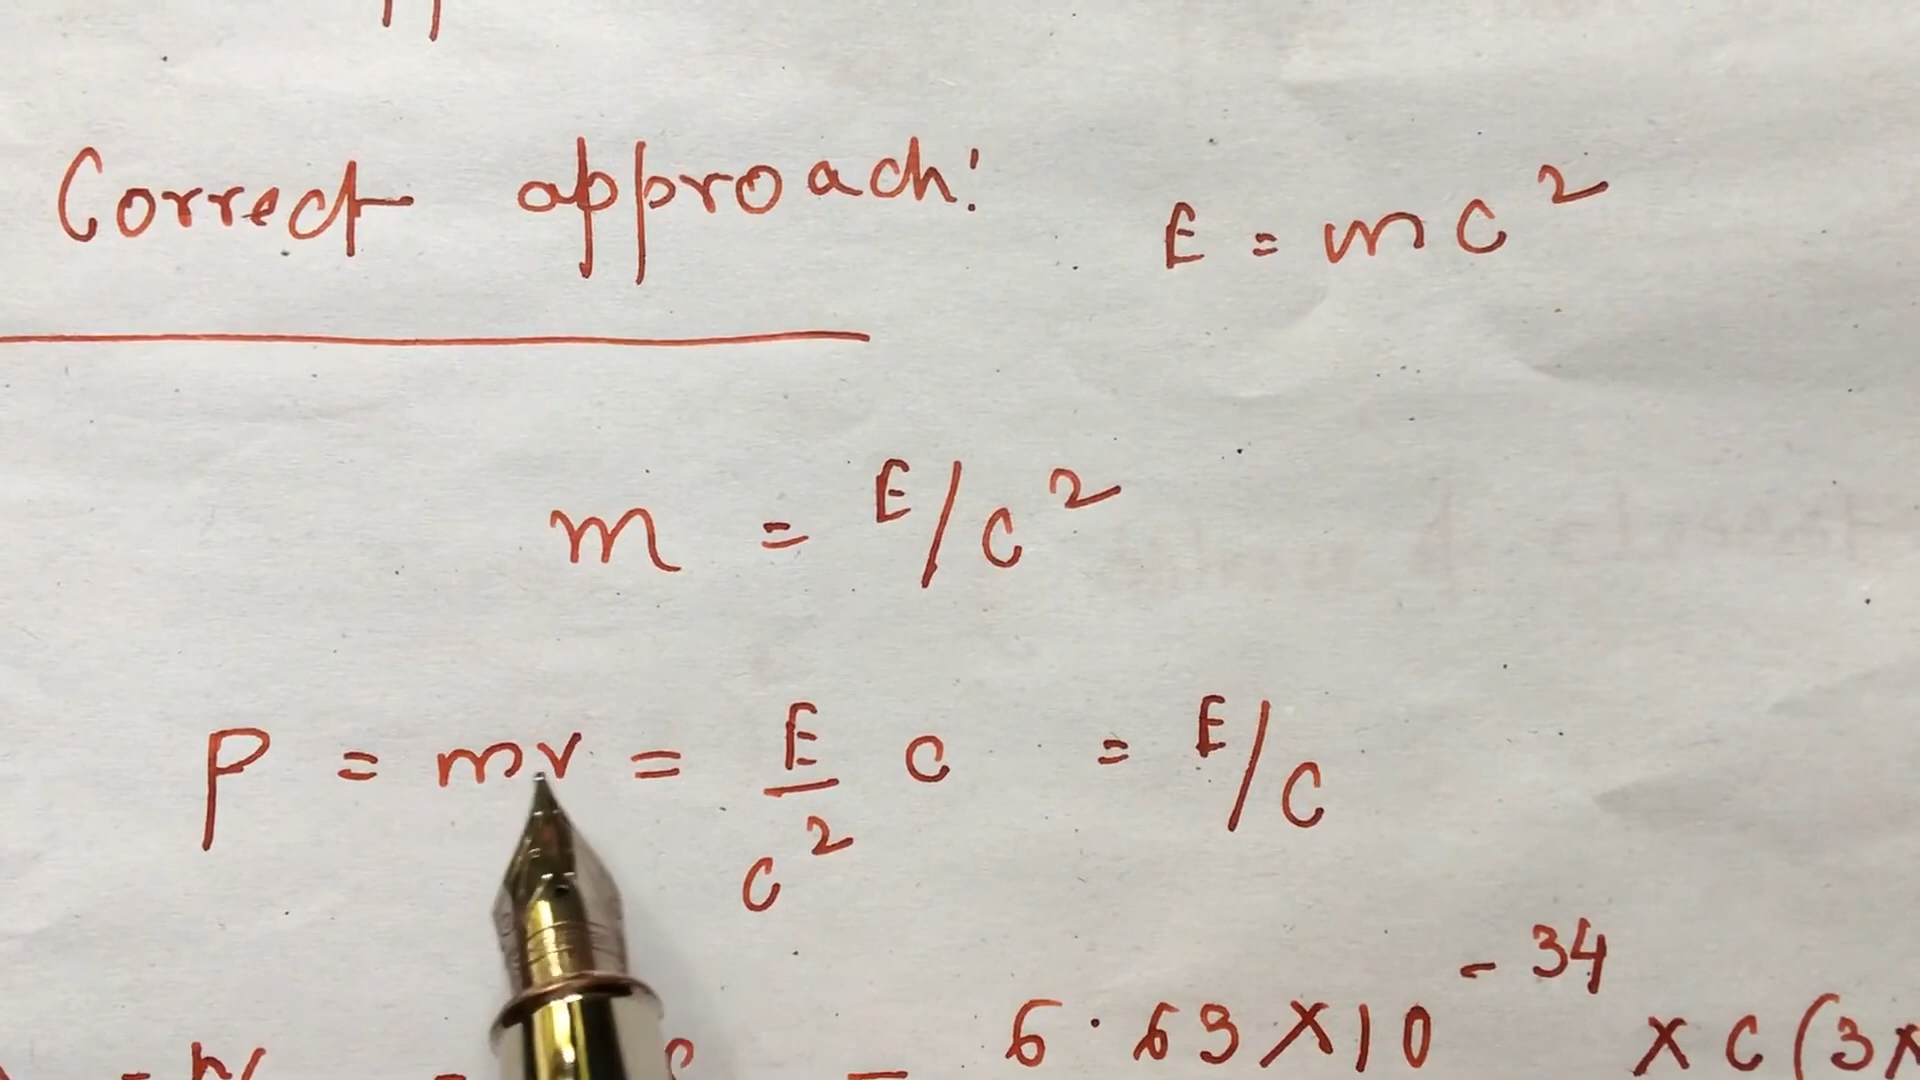 Correct approach: E = mc²
m = E/c²
P = mv = E/c² c = E/c
= h/ = = 6.63 × 10⁻³⁴ × c (3×